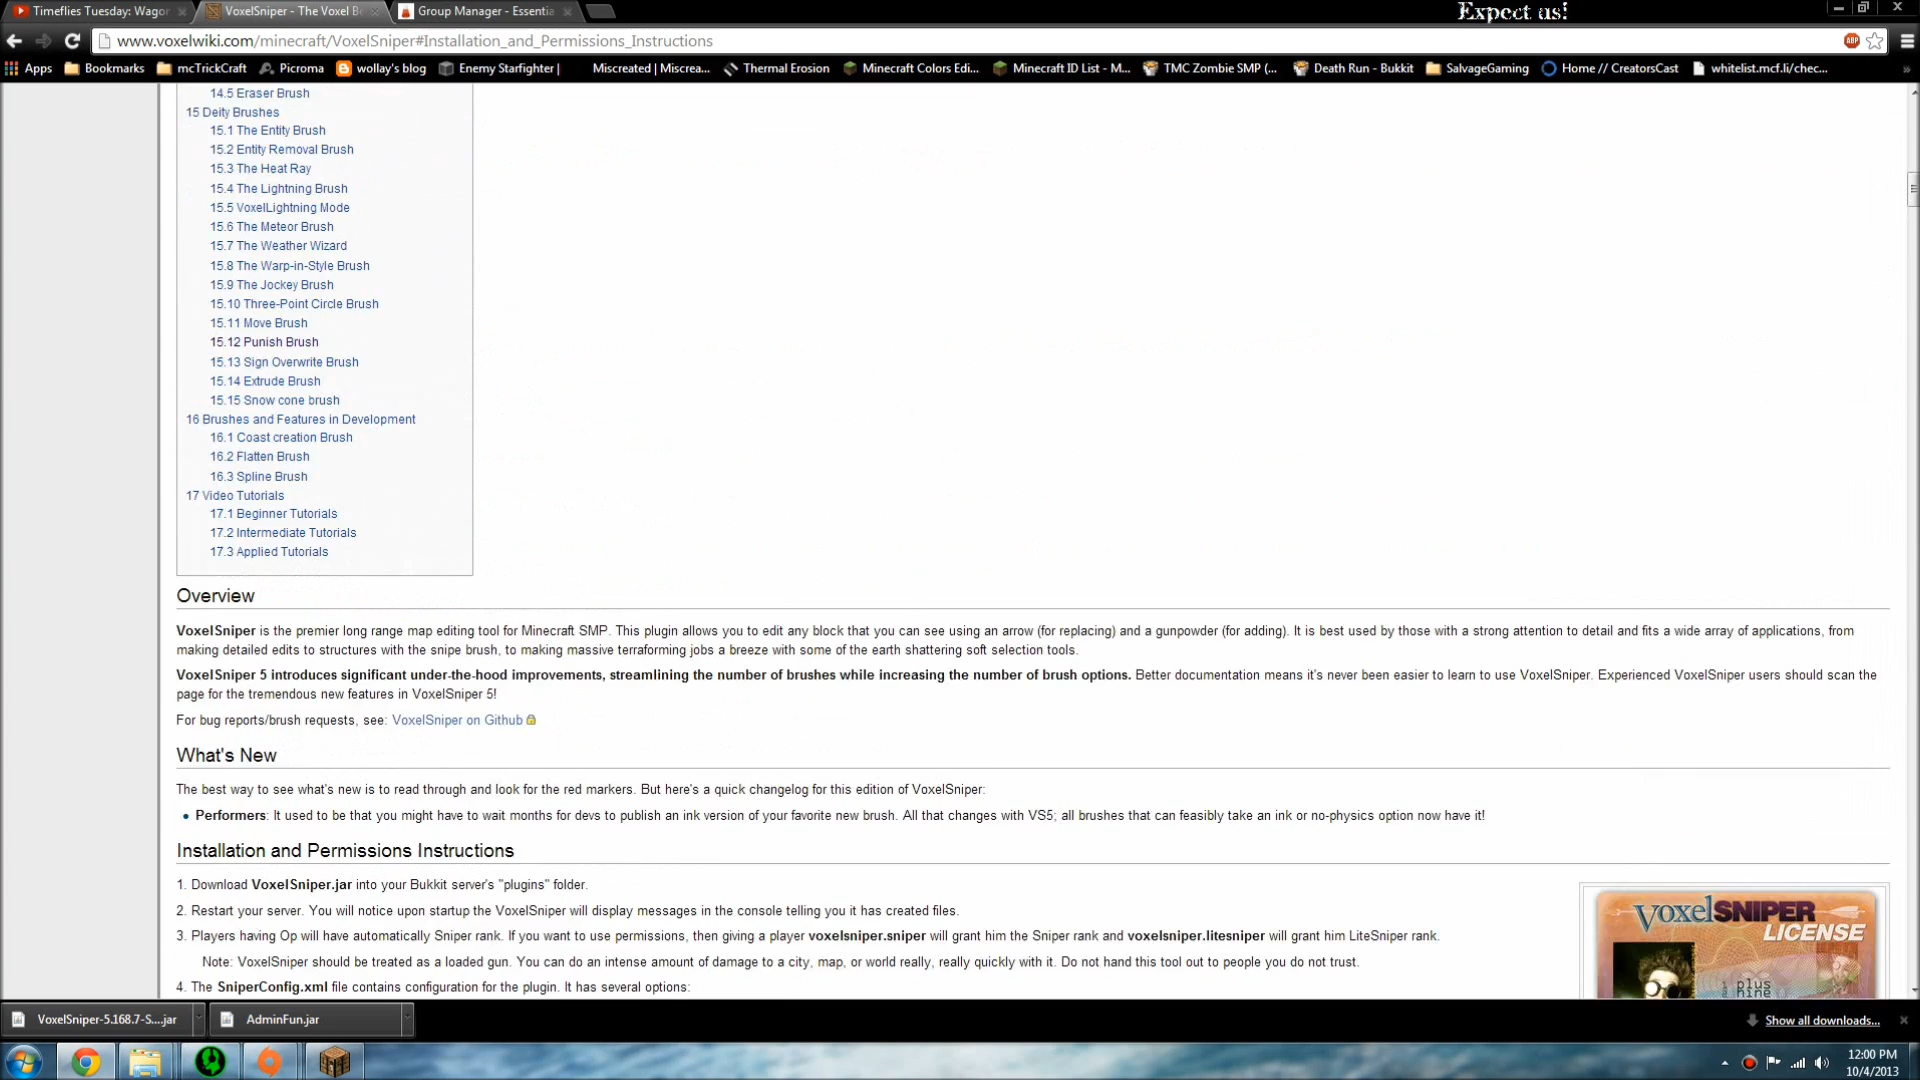 Timeflies Tuesday: Wagon
VoxelSniper - The Voxel B
Group Manager - Essentia
Expect us!
www.voxelwiki.com/minecraft/VoxelSniper#Installation_and_Permissions_Instructions
ABP
Apps
Bookmarks
mcTrickCraft
Picroma
wollay's blog
Enemy Starfighter |
Miscreated | Miscrea...
Thermal Erosion
Minecraft Colors Edi...
Minecraft ID List - M...
TMC Zombie SMP (...
Death Run - Bukkit
SalvageGaming
Home // CreatorsCast
whitelist.mcf.li/chec...
14.5 Eraser Brush
15 Deity Brushes
15.1 The Entity Brush
15.2 Entity Removal Brush
15.3 The Heat Ray
15.4 The Lightning Brush
15.5 VoxelLightning Mode
15.6 The Meteor Brush
15.7 The Weather Wizard
15.8 The Warp-in-Style Brush
15.9 The Jockey Brush
15.10 Three-Point Circle Brush
15.11 Move Brush
15.12 Punish Brush
15.13 Sign Overwrite Brush
15.14 Extrude Brush
15.15 Snow cone brush
16 Brushes and Features in Development
16.1 Coast creation Brush
16.2 Flatten Brush
16.3 Spline Brush
17 Video Tutorials
17.1 Beginner Tutorials
17.2 Intermediate Tutorials
17.3 Applied Tutorials
Overview
VoxelSniper is the premier long range map editing tool for Minecraft SMP. This plugin allows you to edit any block that you can see using an arrow (for replacing) and a gunpowder (for adding). It is best used by those with a strong attention to detail and fits a wide array of applications, from
making detailed edits to structures with the snipe brush, to making massive terraforming jobs a breeze with some of the earth shattering soft selection tools.
VoxelSniper 5 introduces significant under-the-hood improvements, streamlining the number of brushes while increasing the number of brush options. Better documentation means it's never been easier to learn to use VoxelSniper. Experienced VoxelSniper users should scan the
page for the tremendous new features in VoxelSniper 5!
For bug reports/brush requests, see: VoxelSniper on Github
What's New
The best way to see what's new is to read through and look for the red markers. But here's a quick changelog for this edition of VoxelSniper:
• Performers: It used to be that you might have to wait months for devs to publish an ink version of your favorite new brush. All that changes with VS5; all brushes that can feasibly take an ink or no-physics option now have it!
Installation and Permissions Instructions
1. Download VoxelSniper.jar into your Bukkit server's "plugins" folder.
2. Restart your server. You will notice upon startup the VoxelSniper will display messages in the console telling you it has created files.
3. Players having Op will have automatically Sniper rank. If you want to use permissions, then giving a player voxelsniper.sniper will grant him the Sniper rank and voxelsniper.litesniper will grant him LiteSniper rank.
Note: VoxelSniper should be treated as a loaded gun. You can do an intense amount of damage to a city, map, or world really, really quickly with it. Do not hand this tool out to people you do not trust.
4. The SniperConfig.xml file contains configuration for the plugin. It has several options:
VoxelSNIPER
LICENSE
plus
nine
VoxelSniper-5.168.7-S....jar
AdminFun.jar
Show all downloads...
12:00 PM
10/4/2013